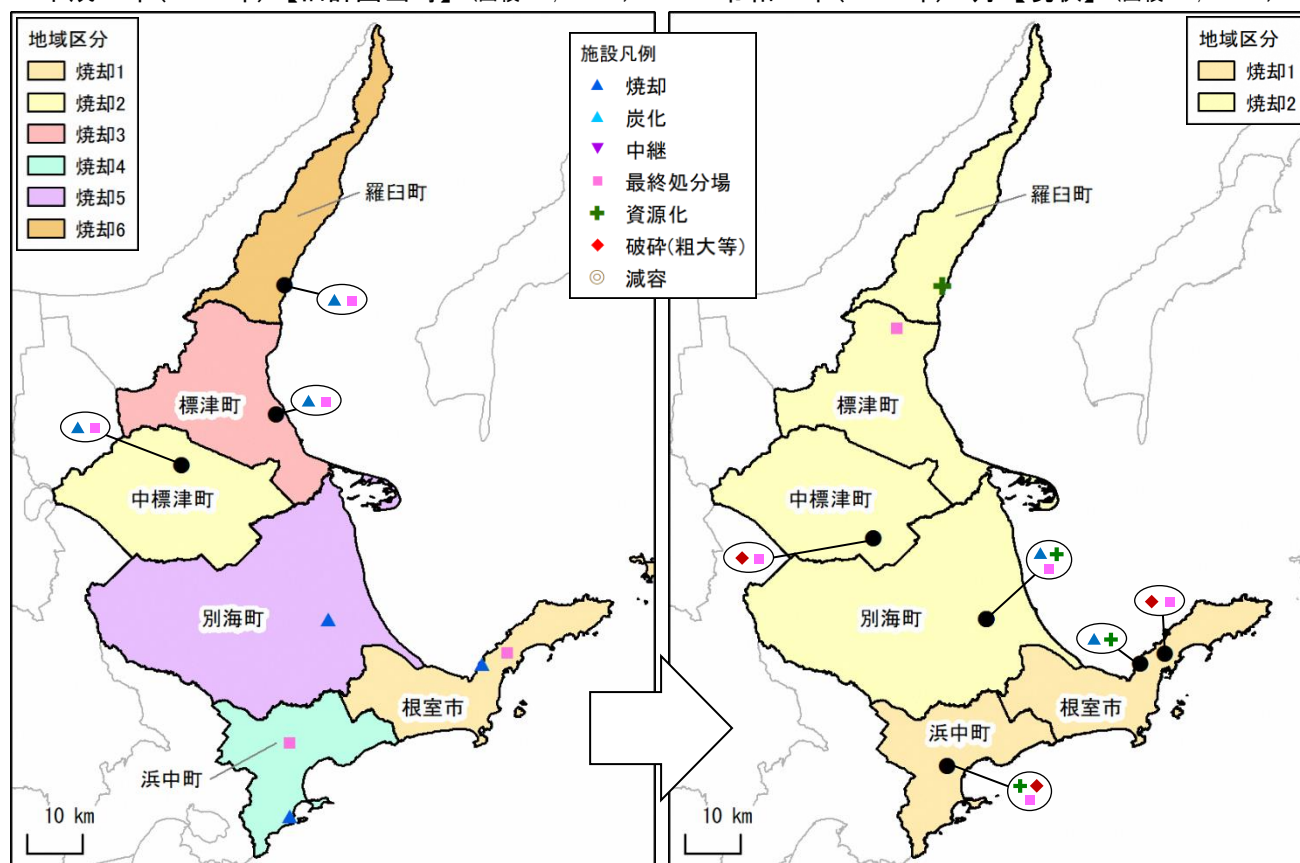 地域区分
焼却1
焼却2
焼却3
焼却4
焼却5
焼却6
羅臼町
標津町
中標津町
別海町
根室市
浜中町
10 km
施設凡例
焼却
炭化
中継
最終処分場
資源化
破砕(粗大等)
減容
地域区分
焼却1
焼却2
羅臼町
標津町
中標津町
別海町
根室市
浜中町
10 km